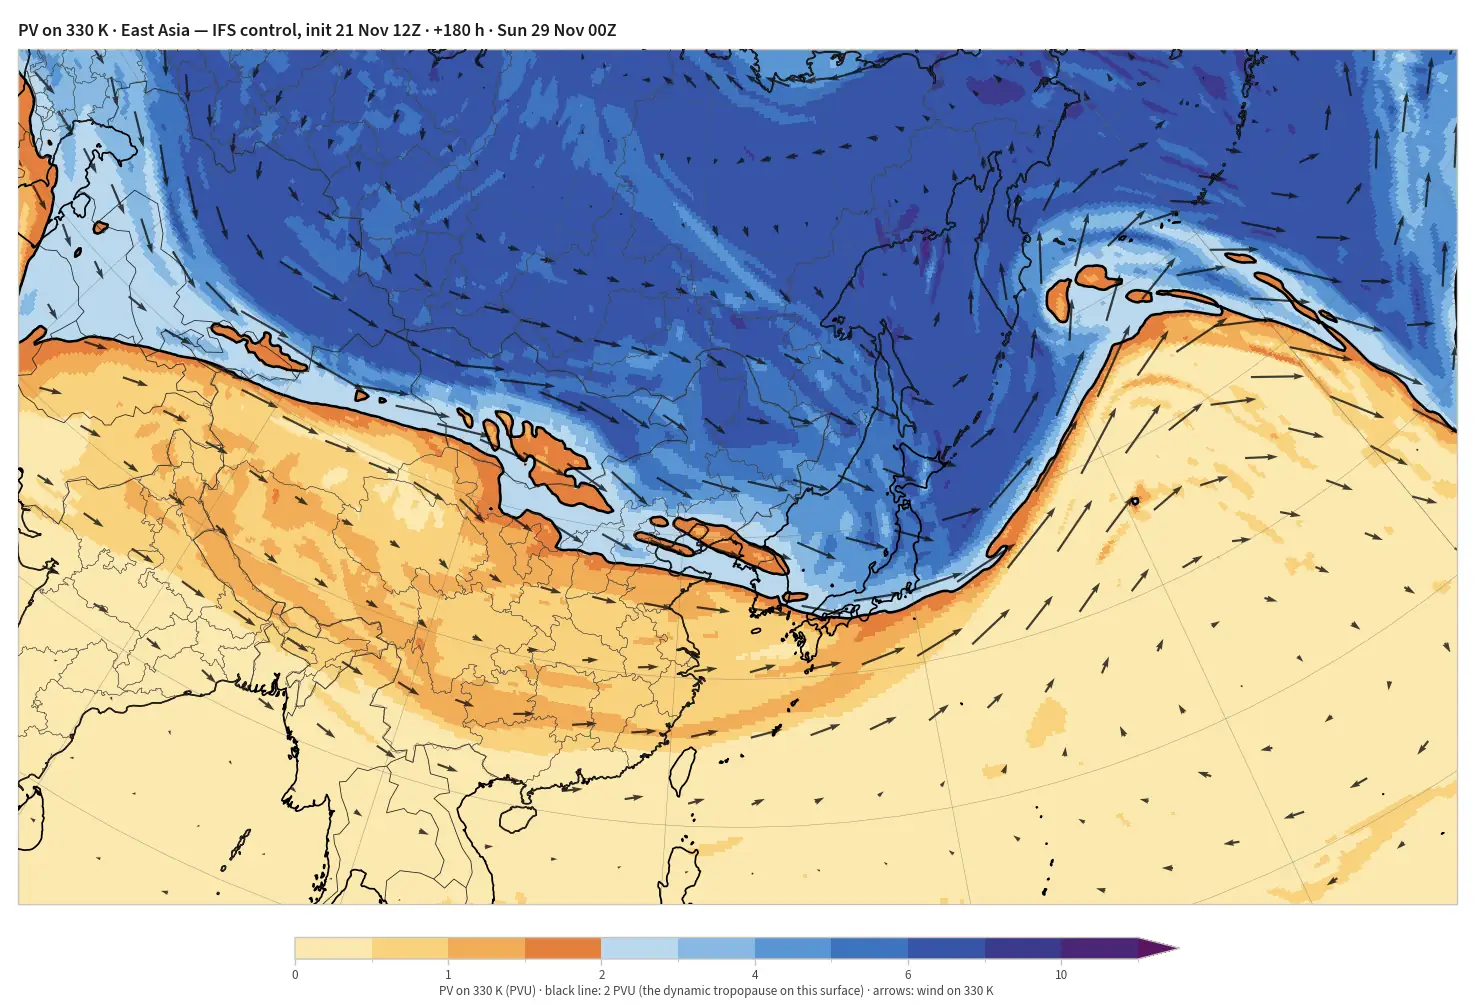 PV on 330 K · East Asia — IFS control, init 21 Nov 12Z · +180 h · Sun 29 Nov 00Z
0 1 2 4 6 10
PV on 330 K (PVU) · black line: 2 PVU (the dynamic tropopause on this surface) · arrows: wind on 330 K